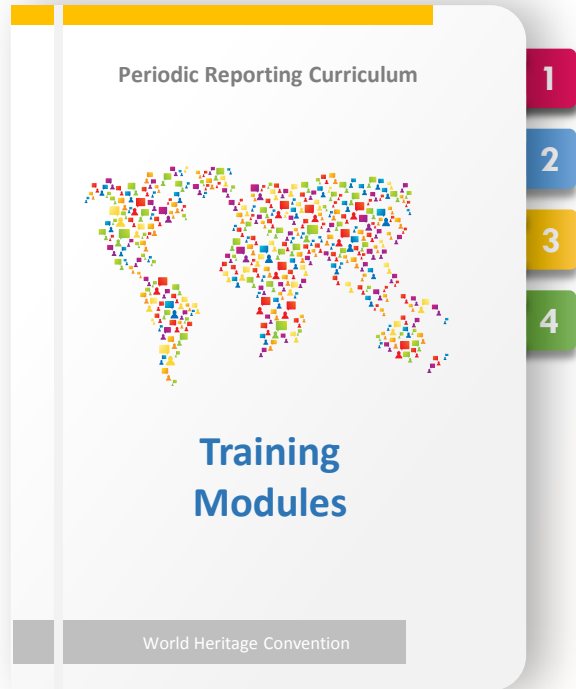 Periodic Reporting Curriculum
1
2
3
4
Training
Modules
World Heritage Convention